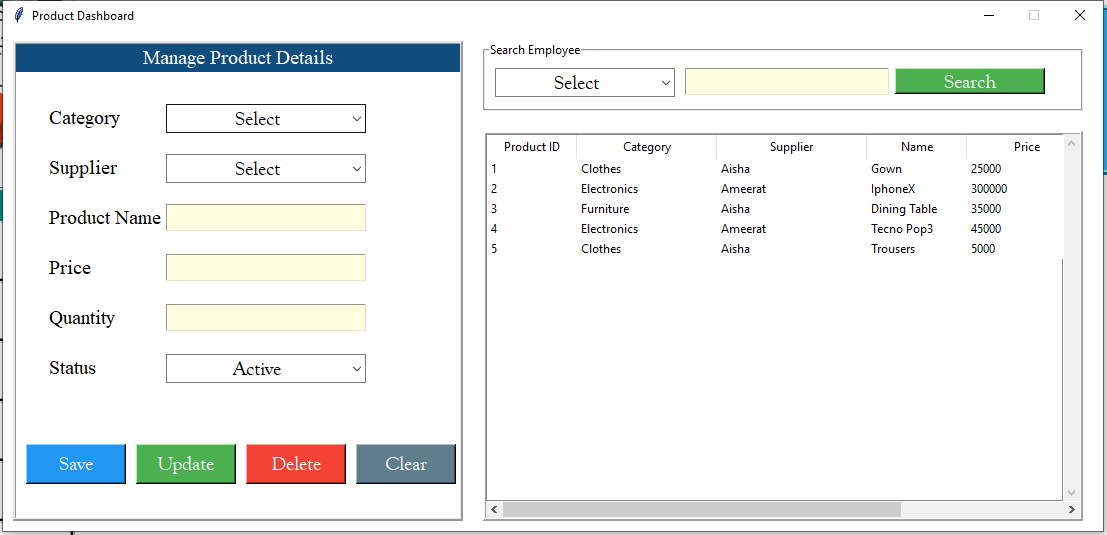 Product Dashboard
Manage Product Details
Category Select
Supplier Select
Product Name
Price
Quantity
Status Active
Save Update Delete Clear
Search Employee
Select Search
Product ID Category Supplier Name Price
1 Clothes Aisha Gown 25000
2 Electronics Ameerat IphoneX 300000
3 Furniture Aisha Dining Table 35000
4 Electronics Ameerat Tecno Pop3 45000
5 Clothes Aisha Trousers 5000